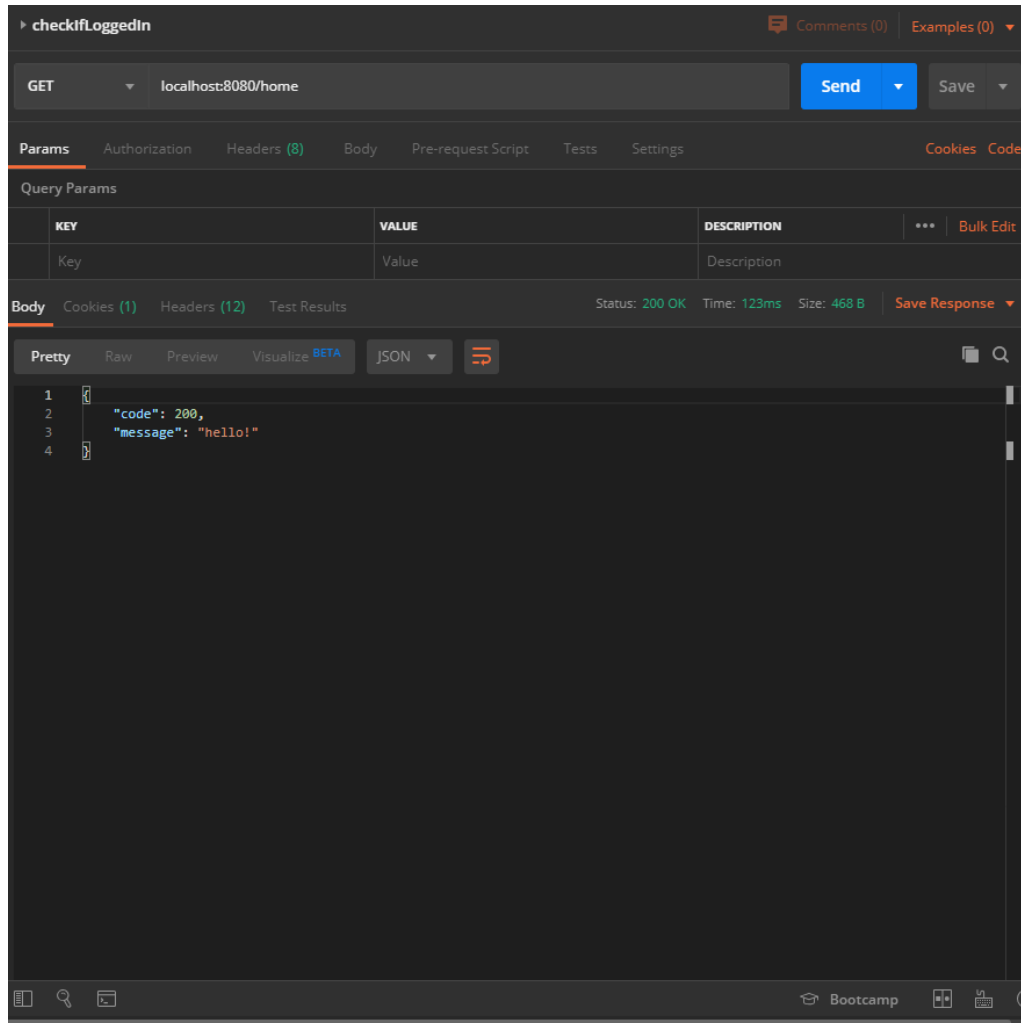 checkIfLoggedIn Comments (0) Examples (0)
GET localhost:8080/home Send Save
Params Authorization Headers (8) Body Pre-request Script Tests Settings Cookies Code
Query Params
KEY VALUE DESCRIPTION ••• Bulk Edit
Key Value Description
Body Cookies (1) Headers (12) Test Results Status: 200 OK Time: 123ms Size: 468 B Save Response
Pretty Raw Preview Visualize BETA JSON
1 {
2 "code": 200,
3 "message": "hello!"
4 }
Bootcamp